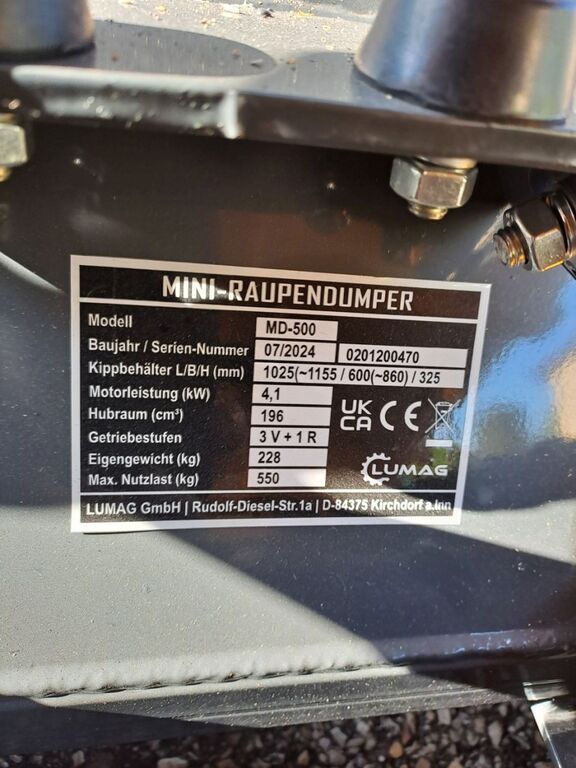 MINI-RAUPENDUMPER
Modell MD-500
Baujahr / Serien-Nummer 07/2024 0201200470
Kippbehälter L/B/H (mm) 1025(~1155 / 600(~860) / 325
Motorleistung (kW) 4,1
Hubraum (cm³) 196
Getriebestufen 3 V + 1 R
Eigengewicht (kg) 228
Max. Nutzlast (kg) 550
UK
CA CE
LUMAG
LUMAG GmbH | Rudolf-Diesel-Str.1a | D-84375 Kirchdorf a.Inn